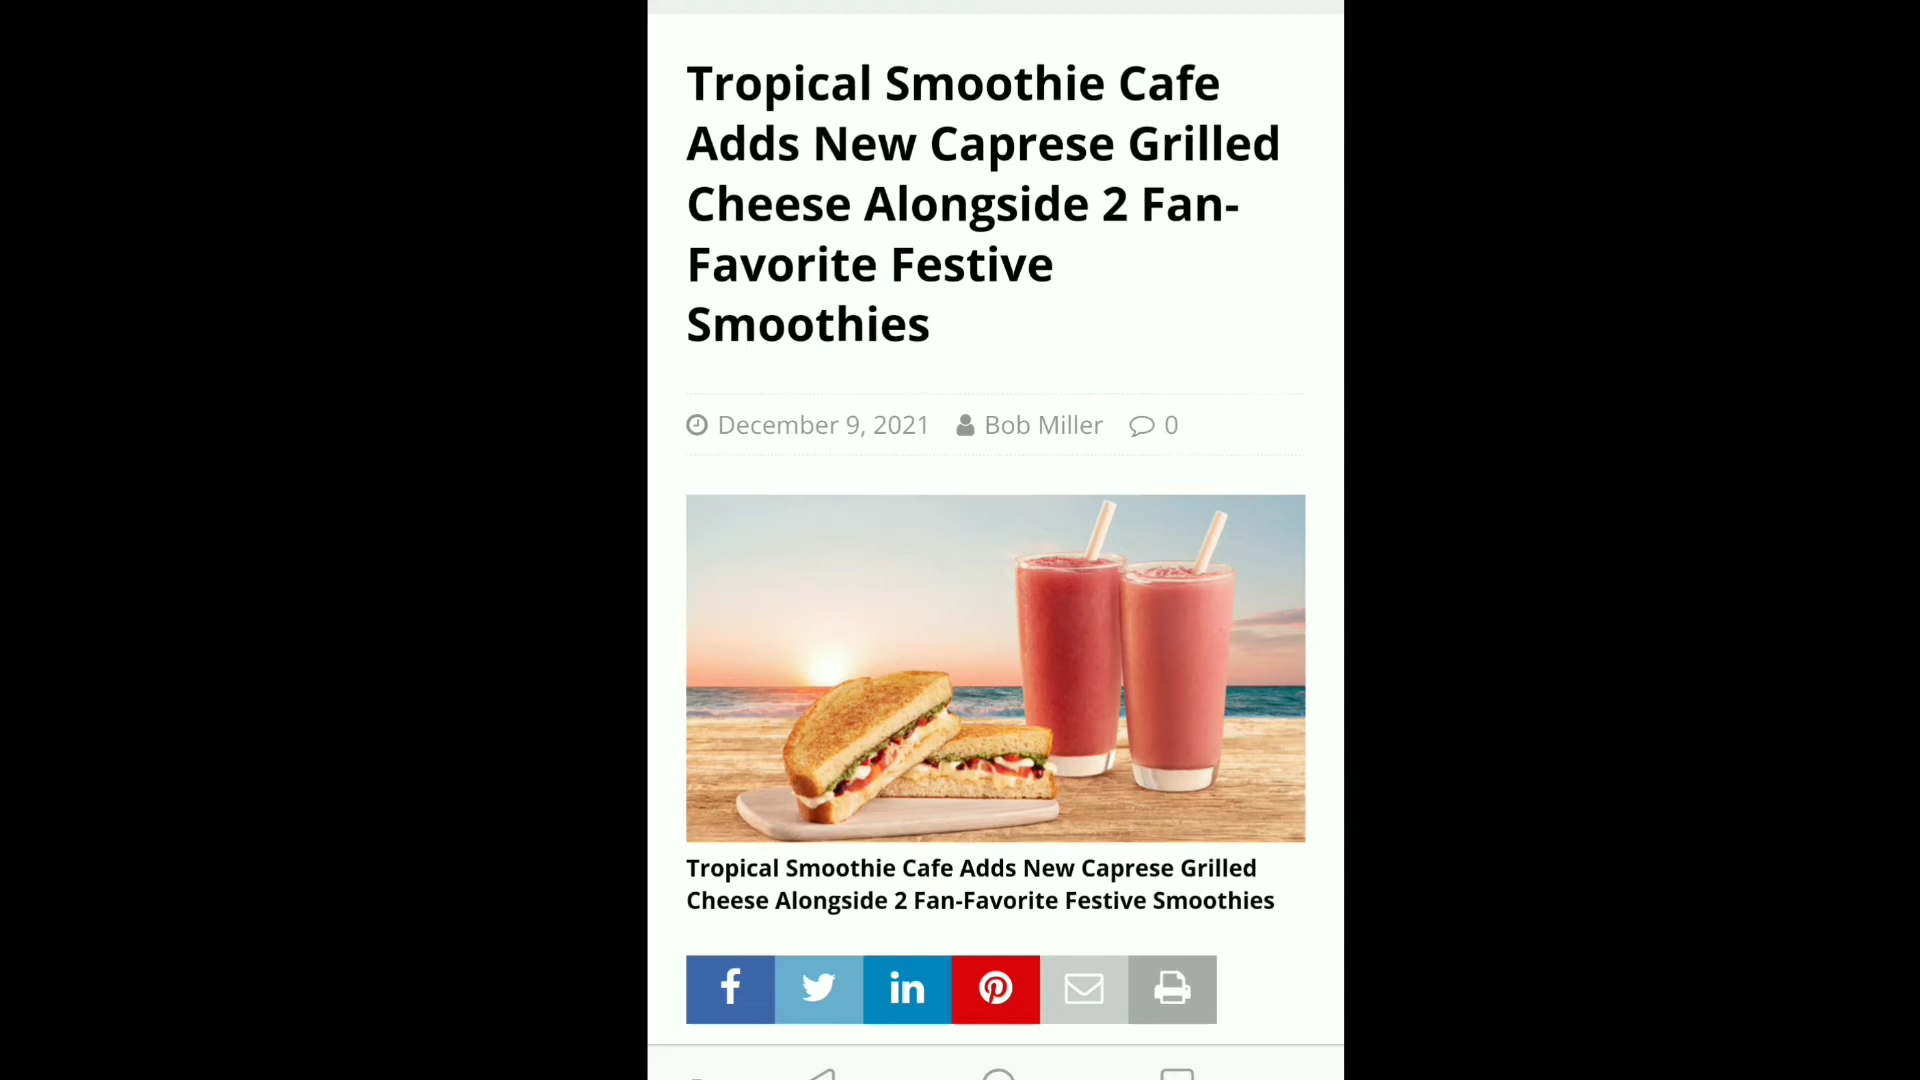 Tropical Smoothie Cafe
Adds New Caprese Grilled
Cheese Alongside 2 Fan-
Favorite Festive
Smoothies
December 9, 2021 Bob Miller 0
Tropical Smoothie Cafe Adds New Caprese Grilled
Cheese Alongside 2 Fan-Favorite Festive Smoothies
f in